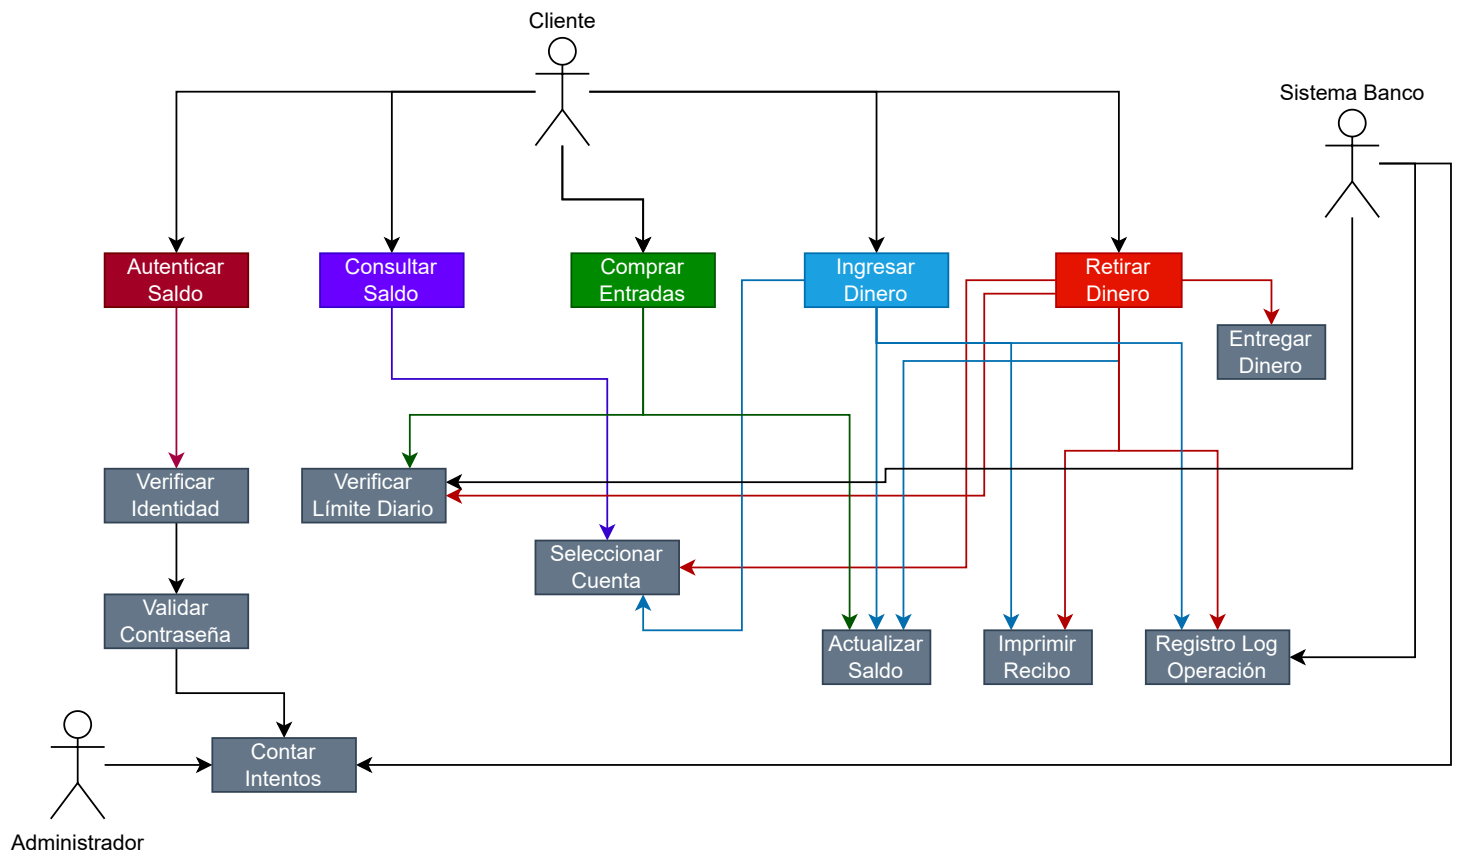 Cliente
Sistema Banco
Autenticar
Saldo
Consultar
Saldo
Comprar
Entradas
Ingresar
Dinero
Retirar
Dinero
Entregar
Dinero
Verificar
Identidad
Verificar
Límite Diario
Seleccionar
Cuenta
Validar
Contraseña
Actualizar
Saldo
Imprimir
Recibo
Registro Log
Operación
Contar
Intentos
Administrador